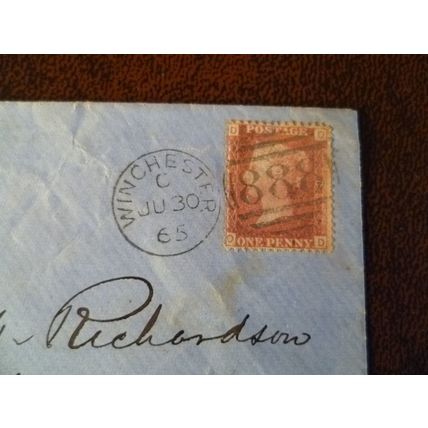 D POSTAGE D
WINCHESTER
C
JU 30
65
888
D ONE PENNY D
Richardson